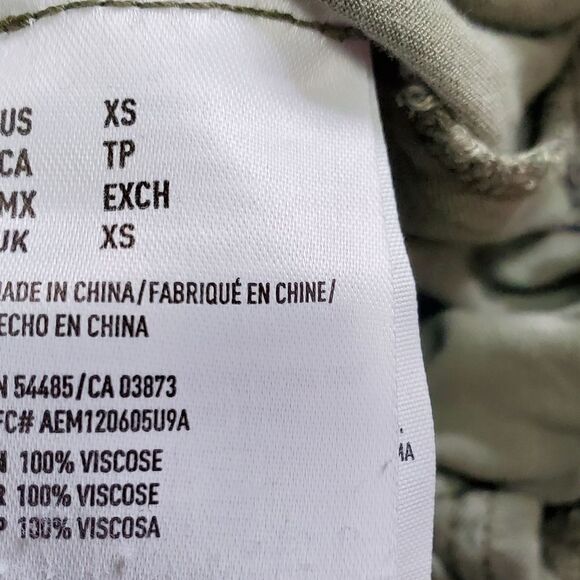 US XS
CA TP
MX EXCH
UK XS
MADE IN CHINA/FABRIQUÉ EN CHINE/
ECHO EN CHINA
N 54485/CA 03873
FC# AEM120605U9A
N 100% VISCOSE
R 100% VISCOSE
P 100% VISCOSA